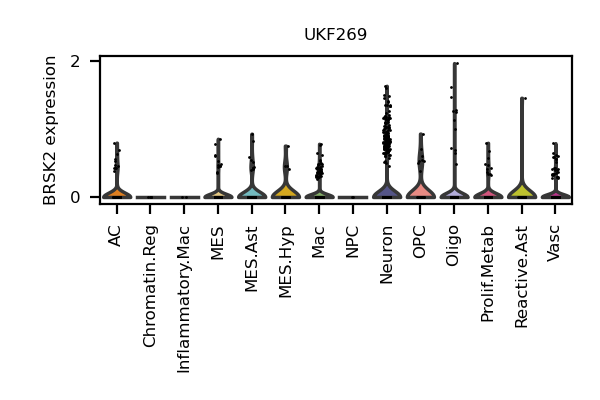 UKF269
BRSK2 expression
2
0
AC
Chromatin.Reg
Inflammatory.Mac
MES
MES.Ast
MES.Hyp
Mac
NPC
Neuron
OPC
Oligo
Prolif.Metab
Reactive.Ast
Vasc